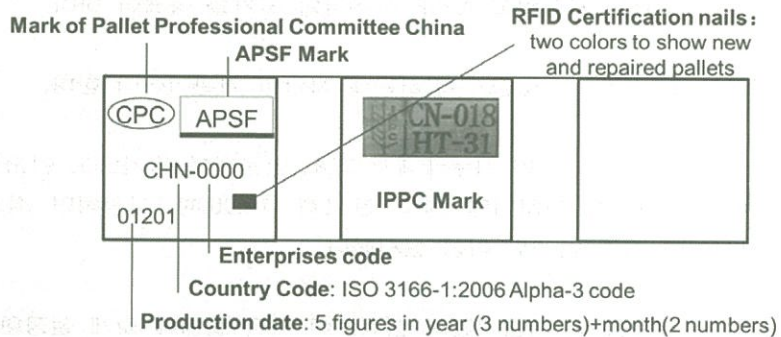 Mark of Pallet Professional Committee China
RFID Certification nails:
two colors to show new
and repaired pallets
APSF Mark
CPC
APSF
CN-018
HT-31
CHN-0000
IPPC Mark
01201
Enterprises code
Country Code: ISO 3166-1:2006 Alpha-3 code
Production date: 5 figures in year (3 numbers)+month(2 numbers)